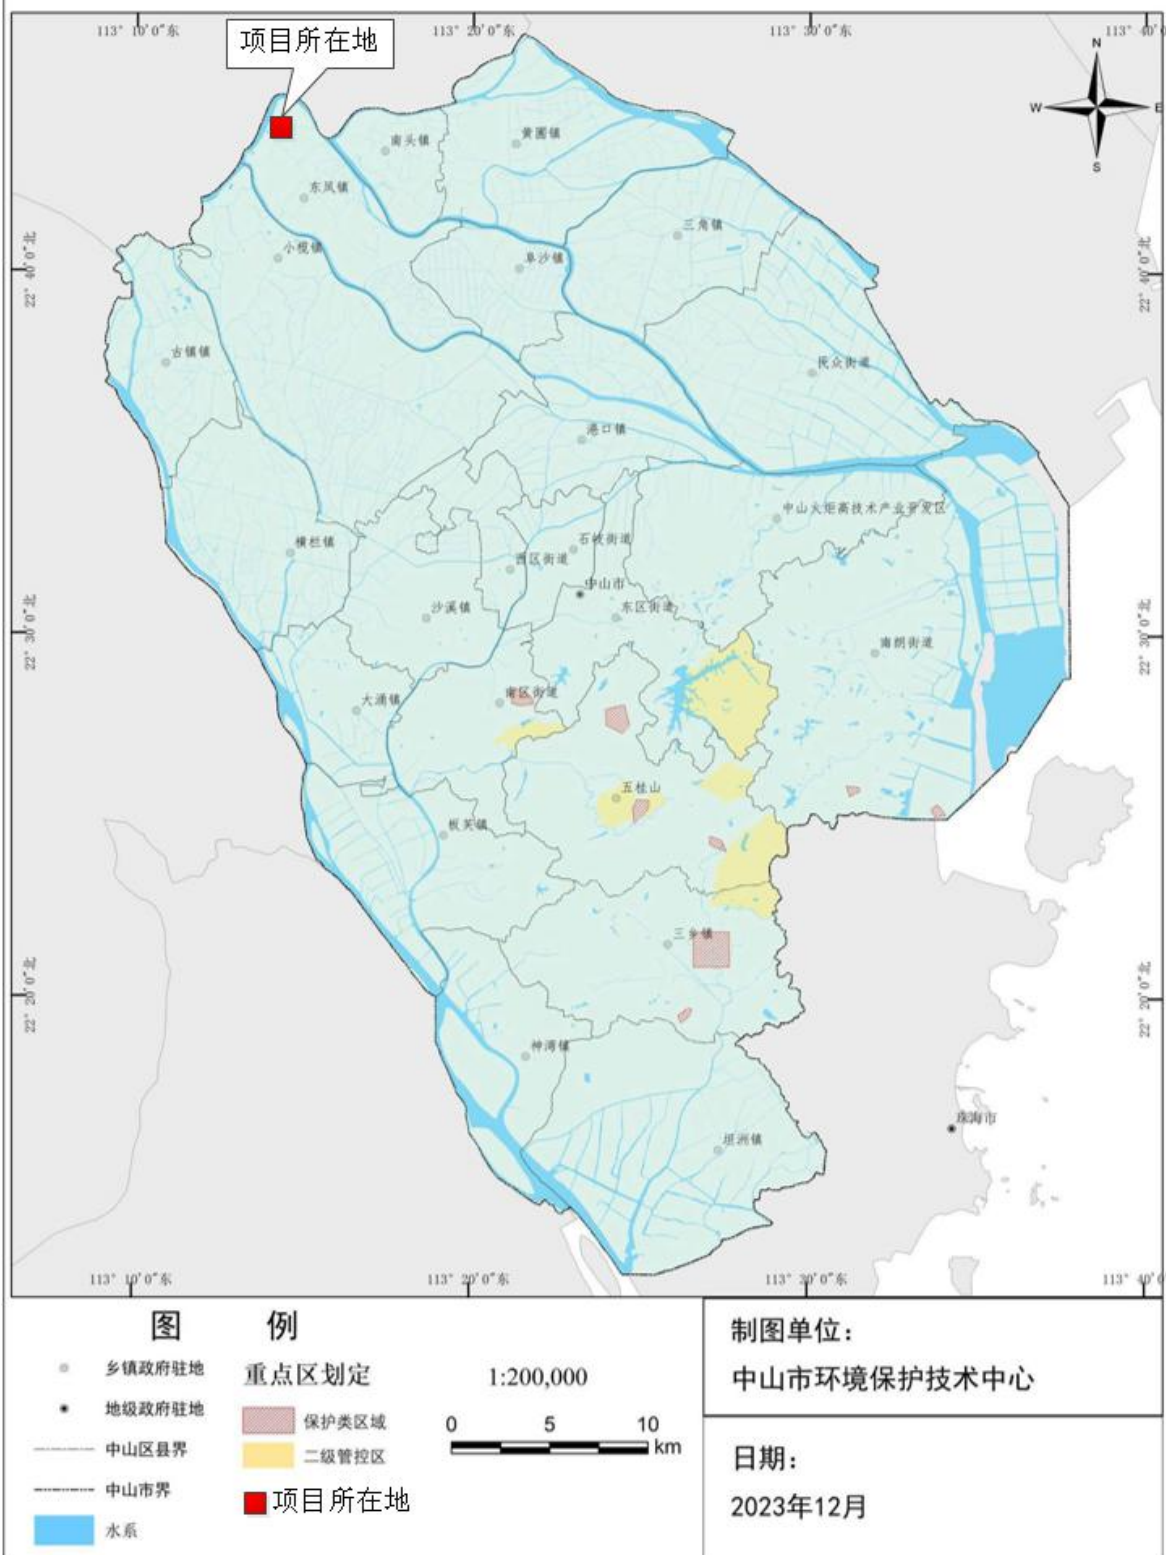 113° 10′0″东
113° 20′0″东
113° 30′0″东
113° 40′0
项目所在地
N
W
E
S
南头镇
黄圃镇
东凤镇
三角镇
小榄镇
阜沙镇
22° 40′0″北
22° 40′0″北
古镇镇
民众街道
港口镇
中山火炬高技术产业开发区
横栏镇
石岐街道
西区街道
中山市
沙溪镇
东区街道
22° 30′0″北
22° 30′0″北
南朗街道
大涌镇
南区街道
五桂山
板芙镇
三乡镇
22° 20′0″北
22° 20′0″北
神湾镇
珠海市
坦洲镇
113° 10′0″东
113° 20′0″东
113° 30′0″东
113° 40′0
图 例
乡镇政府驻地
地级政府驻地
中山区县界
中山市界
水系
重点区划定
保护类区域
二级管控区
项目所在地
1:200,000
0 5 10
km
制图单位：
中山市环境保护技术中心
日期：
2023年12月